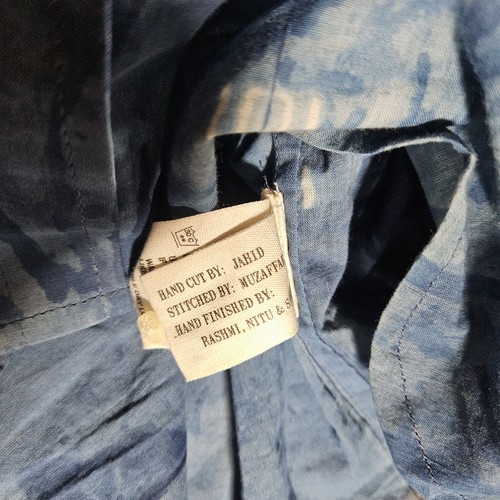 HAND CUT BY: JAHID
STITCHED BY: MUZAFFA
HAND FINISHED BY:
RASHMI, NITU & S